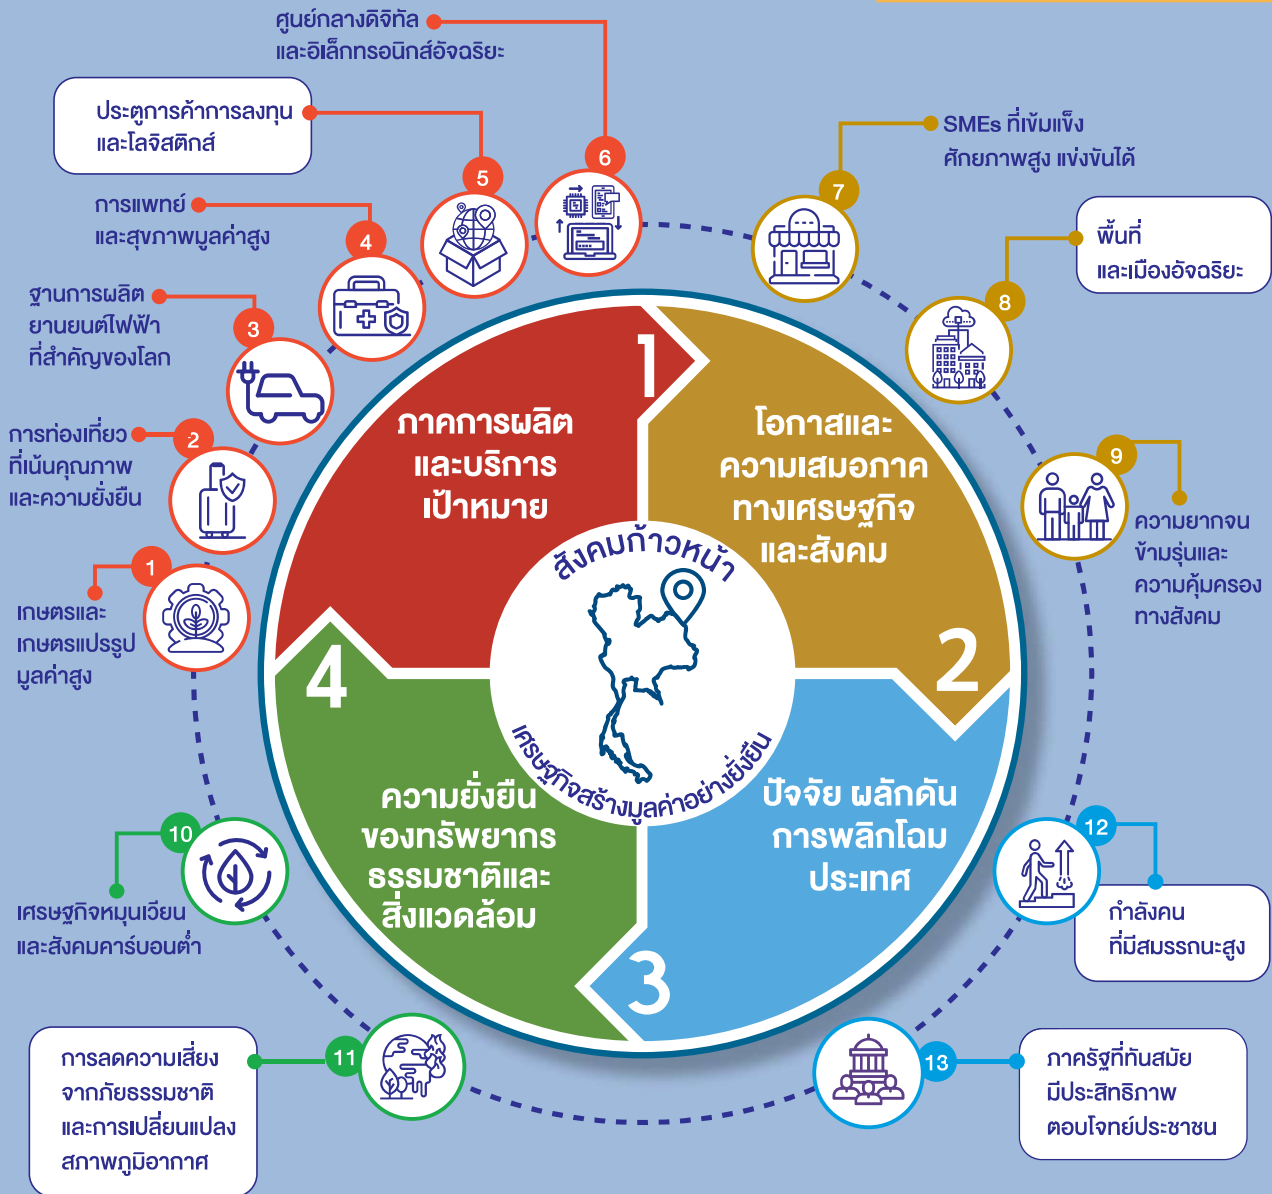 ศูนย์กลางดิจิทัล
และอิเล็กทรอนิกส์อัจฉริยะ
6
ประตูการค้าการลงทุน
และโลจิสติกส์
5
การแพทย์
และสุขภาพมูลค่าสูง
4
ฐานการผลิต
ยานยนต์ไฟฟ้า
ที่สำคัญของโลก
3
การท่องเที่ยว
ที่เน้นคุณภาพ
และความยั่งยืน
2
1
เกษตรและ
เกษตรแปรรูป
มูลค่าสูง
SMEs ที่เข้มแข็ง
ศักยภาพสูง แข่งขันได้
7
พื้นที่
และเมืองอัจฉริยะ
8
9
ความยากจน
ข้ามรุ่นและ
ความคุ้มครอง
ทางสังคม
1
ภาคการผลิต
และบริการ
เป้าหมาย
โอกาสและ
ความเสมอภาค
ทางเศรษฐกิจ
และสังคม
2
สังคมก้าวหน้า
เศรษฐกิจสร้างมูลค่าอย่างยั่งยืน
4
ความยั่งยืน
ของทรัพยากร
ธรรมชาติและ
สิ่งแวดล้อม
ปัจจัย ผลักดัน
การพลิกโฉม
ประเทศ
3
10
เศรษฐกิจหมุนเวียน
และสังคมคาร์บอนต่ำ
12
กำลังคน
ที่มีสมรรถนะสูง
11
การลดความเสี่ยง
จากภัยธรรมชาติ
และการเปลี่ยนแปลง
สภาพภูมิอากาศ
13
ภาครัฐที่ทันสมัย
มีประสิทธิภาพ
ตอบโจทย์ประชาชน